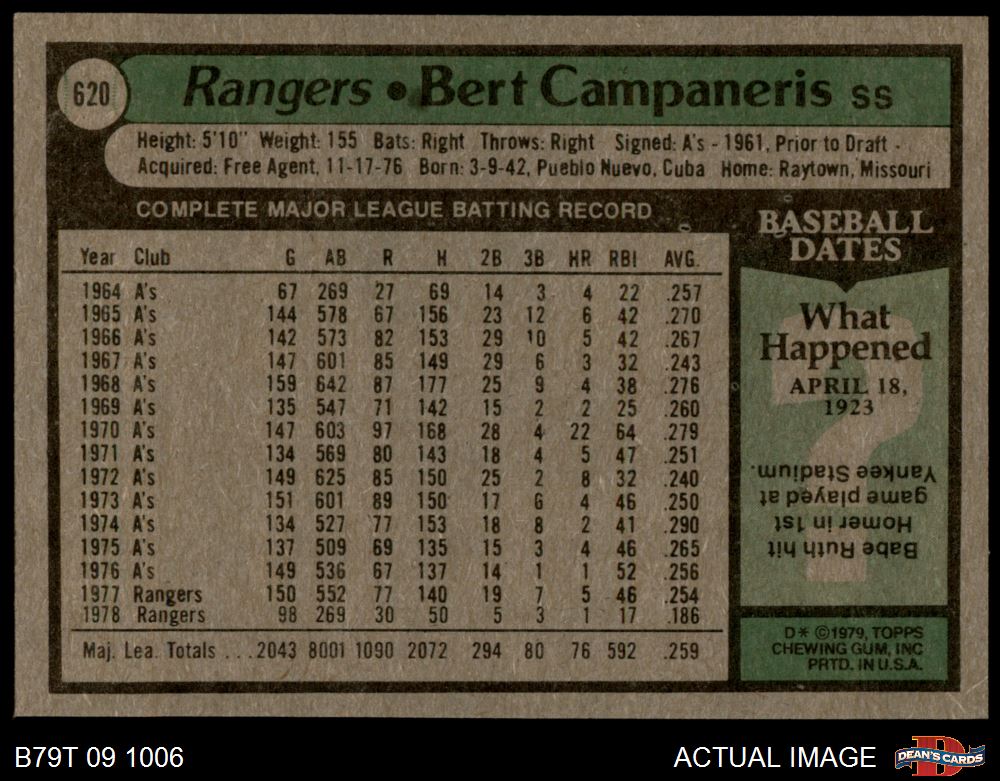 620
Rangers • Bert Campaneris SS
Height: 5'10" Weight: 155 Bats: Right Throws: Right Signed: A's - 1961, Prior to Draft -
Acquired: Free Agent, 11-17-76 Born: 3-9-42, Pueblo Nuevo, Cuba Home: Raytown, Missouri
COMPLETE MAJOR LEAGUE BATTING RECORD
Year Club G AB R H 2B 3B HR RBI AVG.
1964 A's 67 269 27 69 14 3 4 22 .257
1965 A's 144 578 67 156 23 12 6 42 .270
1966 A's 142 573 82 153 29 10 5 42 .267
1967 A's 147 601 85 149 29 6 3 32 .243
1968 A's 159 642 87 177 25 9 4 38 .276
1969 A's 135 547 71 142 15 2 2 25 .260
1970 A's 147 603 97 168 28 4 22 64 .279
1971 A's 134 569 80 143 18 4 5 47 .251
1972 A's 149 625 85 150 25 2 8 32 .240
1973 A's 151 601 89 150 17 6 4 46 .250
1974 A's 134 527 77 153 18 8 2 41 .290
1975 A's 137 509 69 135 15 3 4 46 .265
1976 A's 149 536 67 137 14 1 1 52 .256
1977 Rangers 150 552 77 140 19 7 5 46 .254
1978 Rangers 98 269 30 50 5 3 1 17 .186
Maj. Lea. Totals ...2043 8001 1090 2072 294 80 76 592 .259
BASEBALL
DATES
What
Happened
APRIL 18,
1923
Babe Ruth hit
Homer in 1st
game played at
Yankee Stadium.
D* ©1979, TOPPS
CHEWING GUM, INC
PRTD. IN U.S.A.
B79T 09 1006
ACTUAL IMAGE
D
DEAN'S CARDS